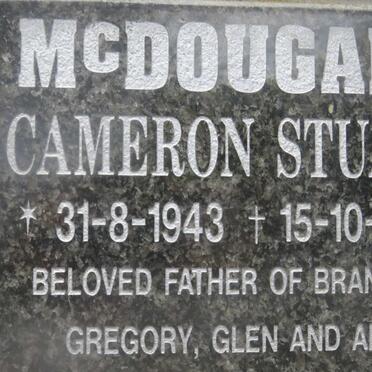 McDOUGA
CAMERON STU
* 31-8-1943 † 15-10-
BELOVED FATHER OF BRAN
GREGORY, GLEN AND A